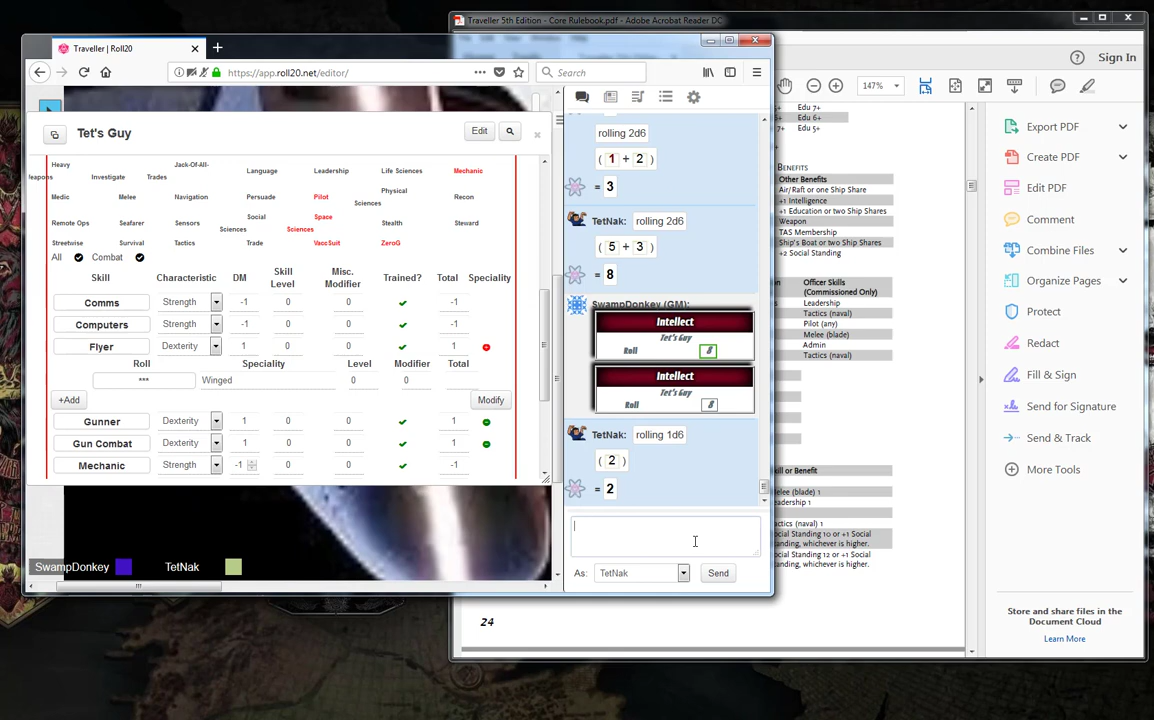 Traveller 5th Edition - Core Rulebook.pdf - Adobe Acrobat Reader DC
Traveller | Roll20
https://app.roll20.net/editor/
Search
Sign In
147%
Tet's Guy
Edit
Heavy
Jack-Of-All-
Language
Leadership
Life Sciences
Mechanic
Weapons
Investigate
Trades
Medic
Melee
Navigation
Persuade
Pilot
Physical
Sciences
Recon
Remote Ops
Seafarer
Sensors
Social
Sciences
Space
Sciences
Stealth
Steward
Streetwise
Survival
Tactics
Trade
VaccSuit
ZeroG
All
Combat
Skill
Characteristic
DM
Skill
Level
Misc.
Modifier
Trained?
Total
Speciality
Comms
Strength
-1
0
0
-1
Computers
Strength
-1
0
0
-1
Flyer
Dexterity
1
0
0
1
Roll
Speciality
Level
Modifier
Total
***
Winged
0
0
+Add
Modify
Gunner
Dexterity
1
0
0
1
Gun Combat
Dexterity
1
0
0
1
Mechanic
Strength
-1
0
0
-1
SwampDonkey
TetNak
rolling 2d6
( 1 + 2 )
= 3
TetNak: rolling 2d6
( 5 + 3 )
= 8
SwampDonkey (GM):
Intellect
Tet's Guy
Roll 8
Intellect
Tet's Guy
Roll 8
TetNak: rolling 1d6
( 2 )
= 2
As: TetNak
Send
Edu 6+
7+ Edu 5+
Benefits
Other Benefits
Air/Raft or one Ship Share
+1 Intelligence
+1 Education or two Ship Shares
Weapon
TAS Membership
Ship's Boat or two Ship Shares
+2 Social Standing
Officer Skills
(Commissioned Only)
Leadership
Tactics (naval)
Pilot (any)
Melee (blade)
Admin
Tactics (naval)
ill or Benefit
Melee (blade) 1
eadership 1
actics (naval) 1
ocial Standing 10 or +1 Social
anding, whichever is higher.
ocial Standing 12 or +1 Social
anding, whichever is higher.
24
Export PDF
Create PDF
Edit PDF
Comment
Combine Files
Organize Pages
Protect
Redact
Fill & Sign
Send for Signature
Send & Track
More Tools
Store and share files in the
Document Cloud
Learn More